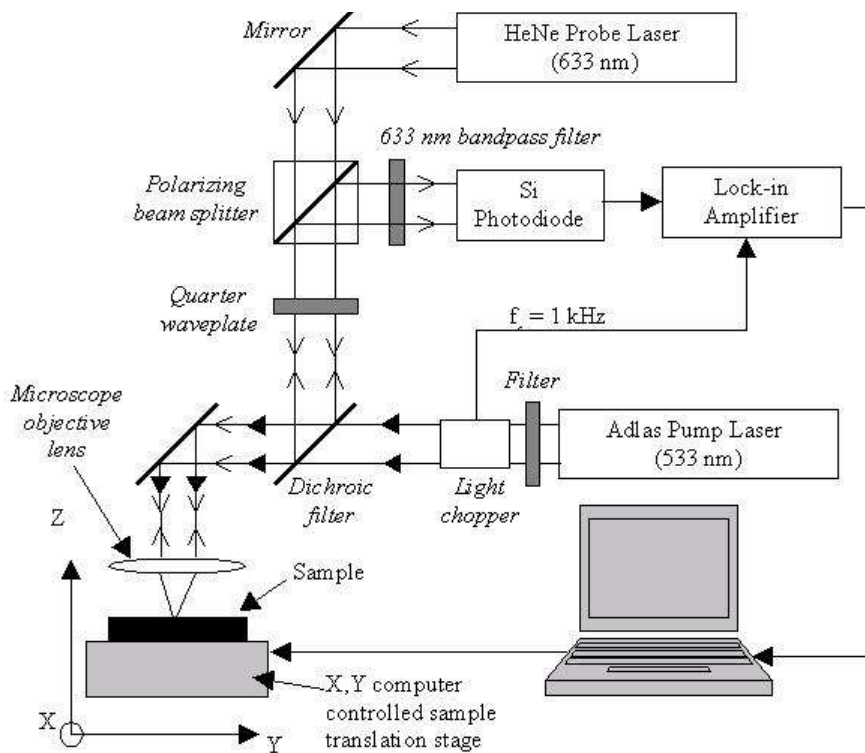 Mirror
HeNe Probe Laser
(633 nm)
633 nm bandpass filter
Polarizing
beam splitter
Si
Photodiode
Lock-in
Amplifier
Quarter
waveplate
f = 1 kHz
Filter
Microscope
objective
lens
Adlas Pump Laser
(533 nm)
Dichroic
filter
Light
chopper
Z
Sample
X,Y computer
controlled sample
translation stage
X
Y